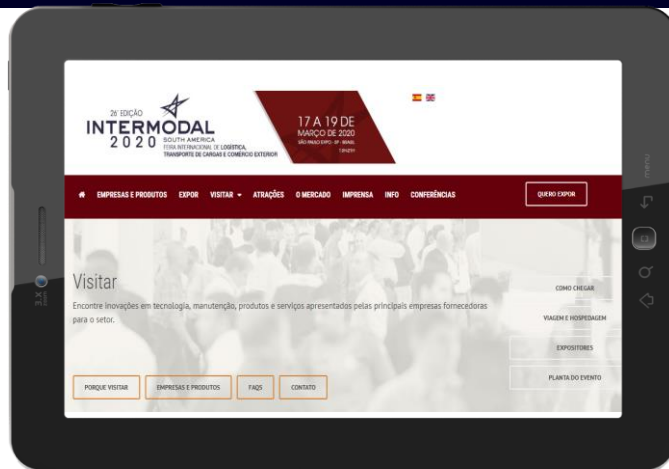 26ª EDIÇÃO
INTERMODAL
2020 SOUTH AMERICA
FEIRA INTERNACIONAL DE LOGÍSTICA,
TRANSPORTE DE CARGAS E COMÉRCIO EXTERIOR
17 A 19 DE
MARÇO DE 2020
SÃO PAULO EXPO - SP - BRASIL
13H-21H
EMPRESAS E PRODUTOS EXPOR VISITAR ATRAÇÕES O MERCADO IMPRENSA INFO CONFERÊNCIAS QUERO EXPOR
Visitar
Encontre inovações em tecnologia, manutenção, produtos e serviços apresentados pelas principais empresas fornecedoras
para o setor.
COMO CHEGAR
VIAGEM E HOSPEDAGEM
EXPOSITORES
PLANTA DO EVENTO
PORQUE VISITAR EMPRESAS E PRODUTOS FAQS CONTATO
menu